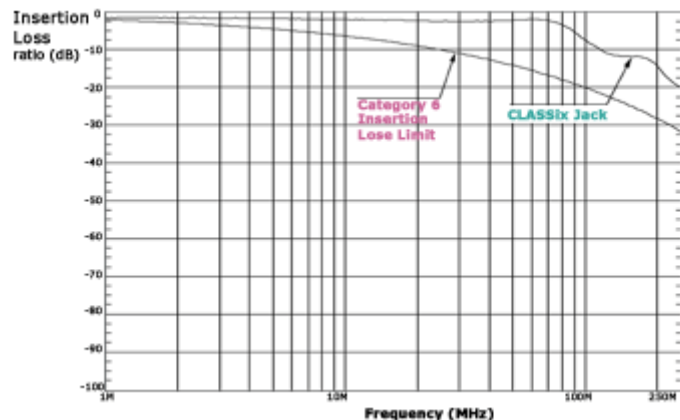 Insertion
Loss
ratio (dB)
0
-10
-20
-30
-40
-50
-60
-70
-80
-90
-100
Category 6
Insertion
Lose Limit
CLASSix Jack
1M
10M
100M
250M
Frequency (MHz)